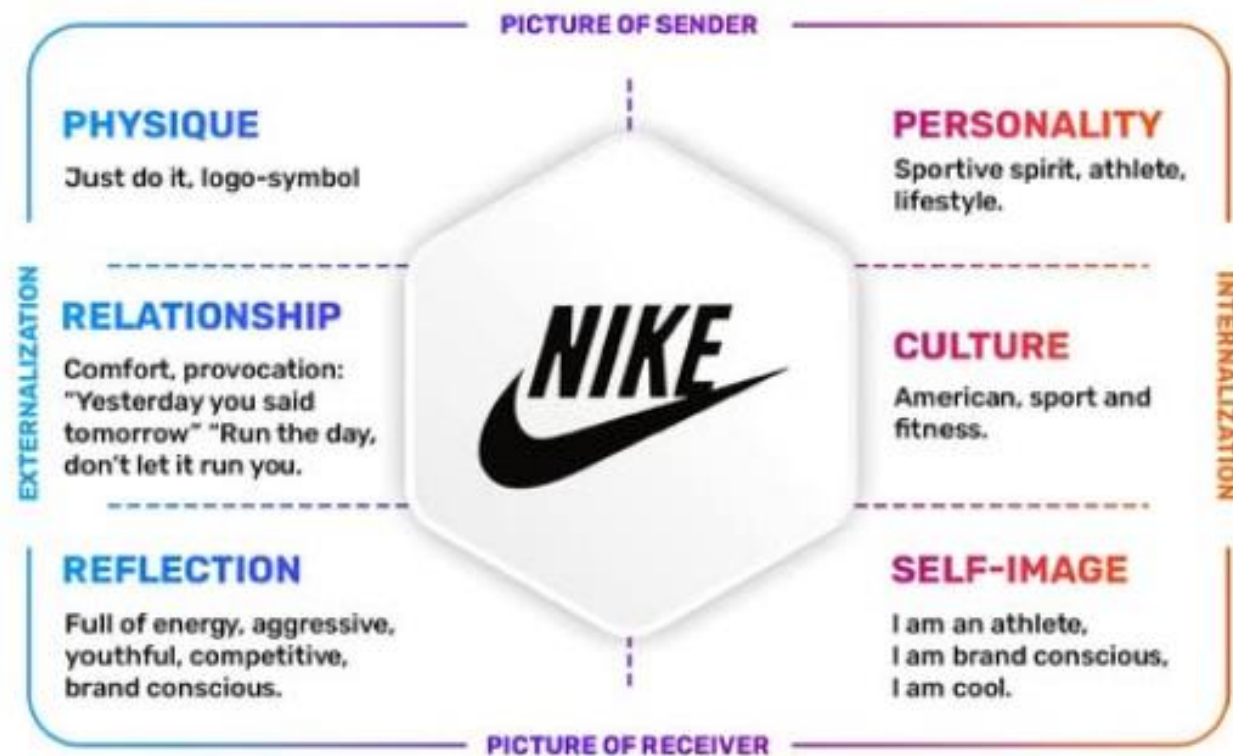 PICTURE OF SENDER
PHYSIQUE
Just do it, logo-symbol
PERSONALITY
Sportive spirit, athlete,
lifestyle.
EXTERNALIZATION
RELATIONSHIP
Comfort, provocation:
"Yesterday you said
tomorrow" "Run the day,
don't let it run you.
NIKE
CULTURE
American, sport and
fitness.
INTERNALIZATION
REFLECTION
Full of energy, aggressive,
youthful, competitive,
brand conscious.
SELF-IMAGE
I am an athlete,
I am brand conscious,
I am cool.
PICTURE OF RECEIVER